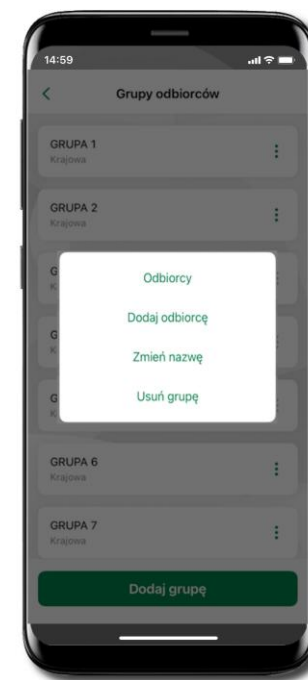 14:59
Grupy odbiorców
GRUPA 1
Krajowa
GRUPA 2
Krajowa
G
K
Odbiorcy
Dodaj odbiorcę
G
K
Zmień nazwę
G
K
Usuń grupę
GRUPA 6
Krajowa
GRUPA 7
Krajowa
Dodaj grupę